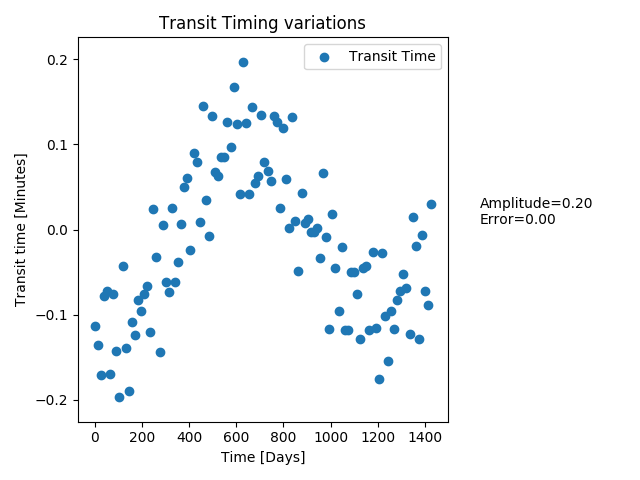 Transit Timing variations
Transit Time
0.2
0.1
0.0
−0.1
−0.2
Transit time [Minutes]
Amplitude=0.20
Error=0.00
0 200 400 600 800 1000 1200 1400
Time [Days]